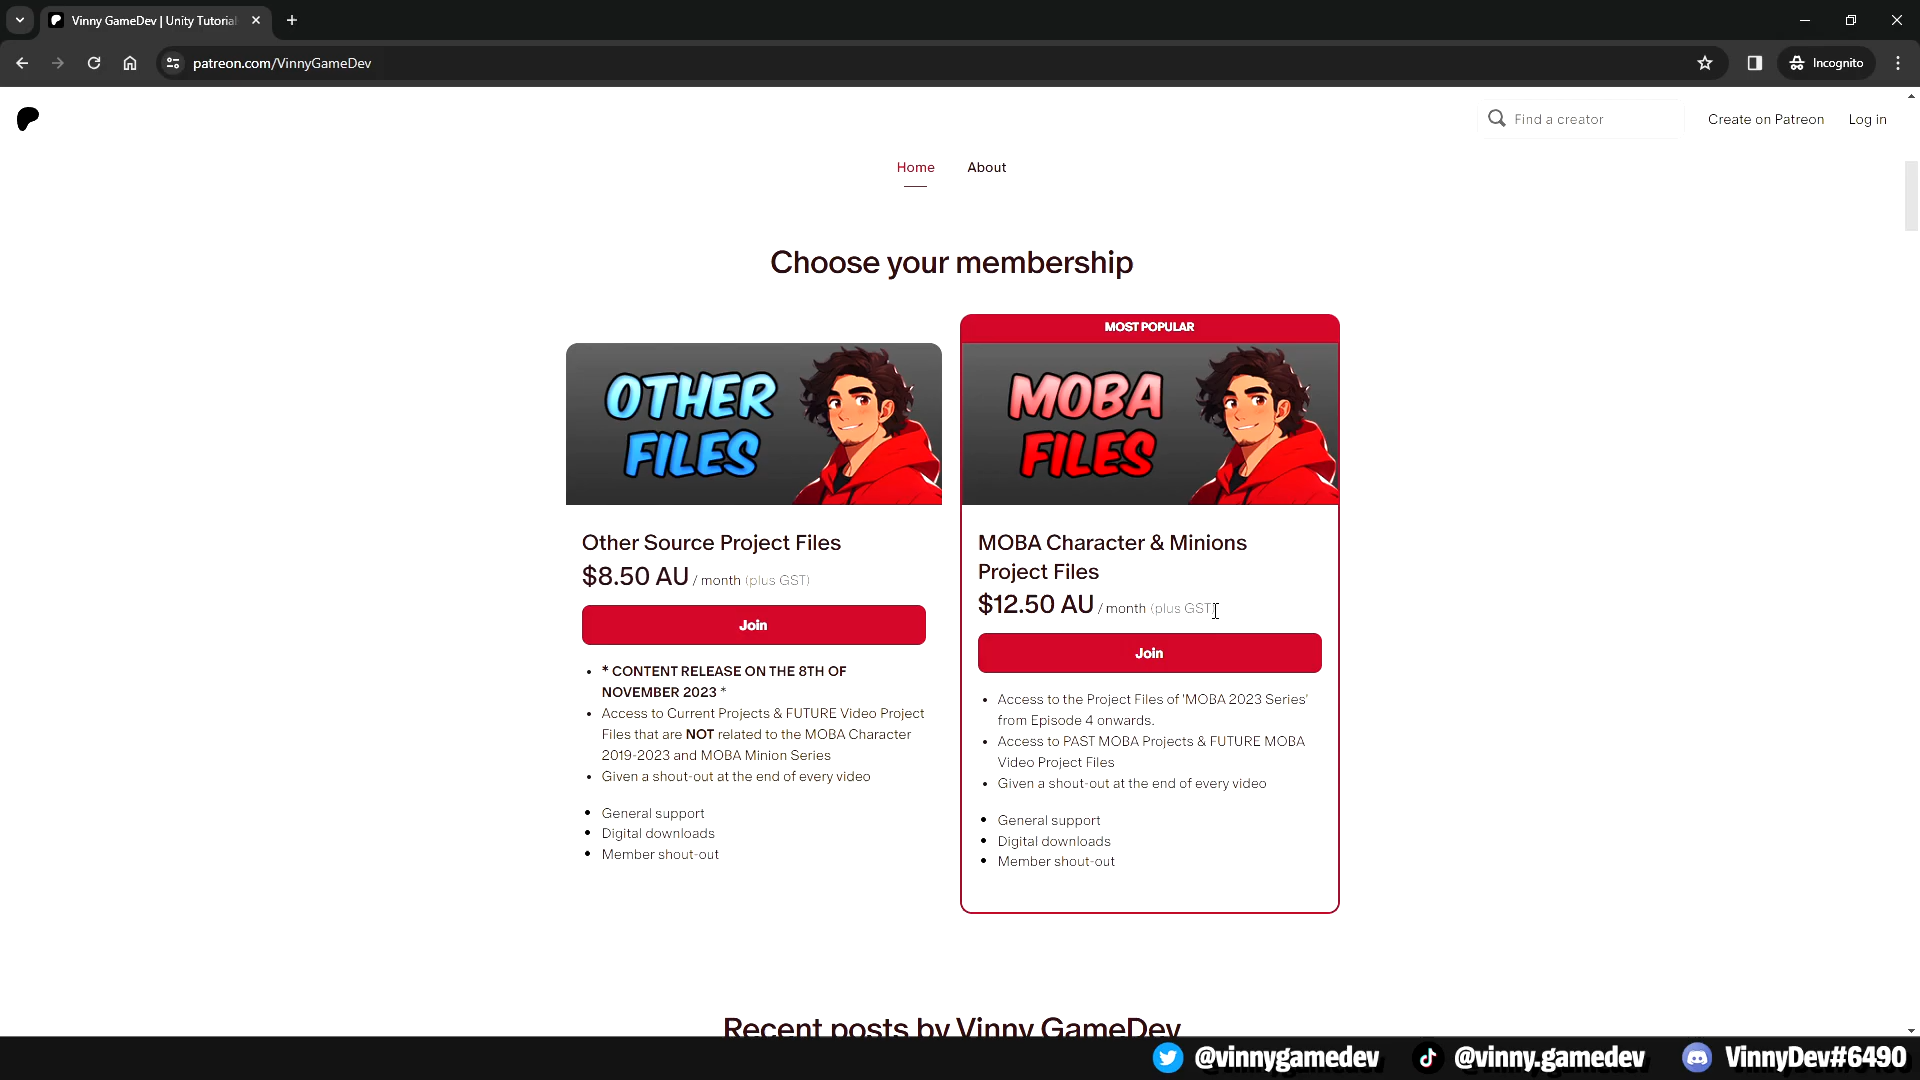 Vinny GameDev | Unity Tutorial
patreon.com/VinnyGameDev
Incognito
Find a creator
Create on Patreon
Log in
Home
About
Choose your membership
OTHER
FILES
Other Source Project Files
$8.50 AU / month (plus GST)
Join
* CONTENT RELEASE ON THE 8TH OF
NOVEMBER 2023 *
Access to Current Projects & FUTURE Video Project
Files that are NOT related to the MOBA Character
2019-2023 and MOBA Minion Series
Given a shout-out at the end of every video
General support
Digital downloads
Member shout-out
MOST POPULAR
MOBA
FILES
MOBA Character & Minions
Project Files
$12.50 AU / month (plus GST)
Join
Access to the Project Files of 'MOBA 2023 Series'
from Episode 4 onwards.
Access to PAST MOBA Projects & FUTURE MOBA
Video Project Files
Given a shout-out at the end of every video
General support
Digital downloads
Member shout-out
Recent posts by Vinny GameDev
@vinnygamedev
@vinny.gamedev
VinnyDev#6490